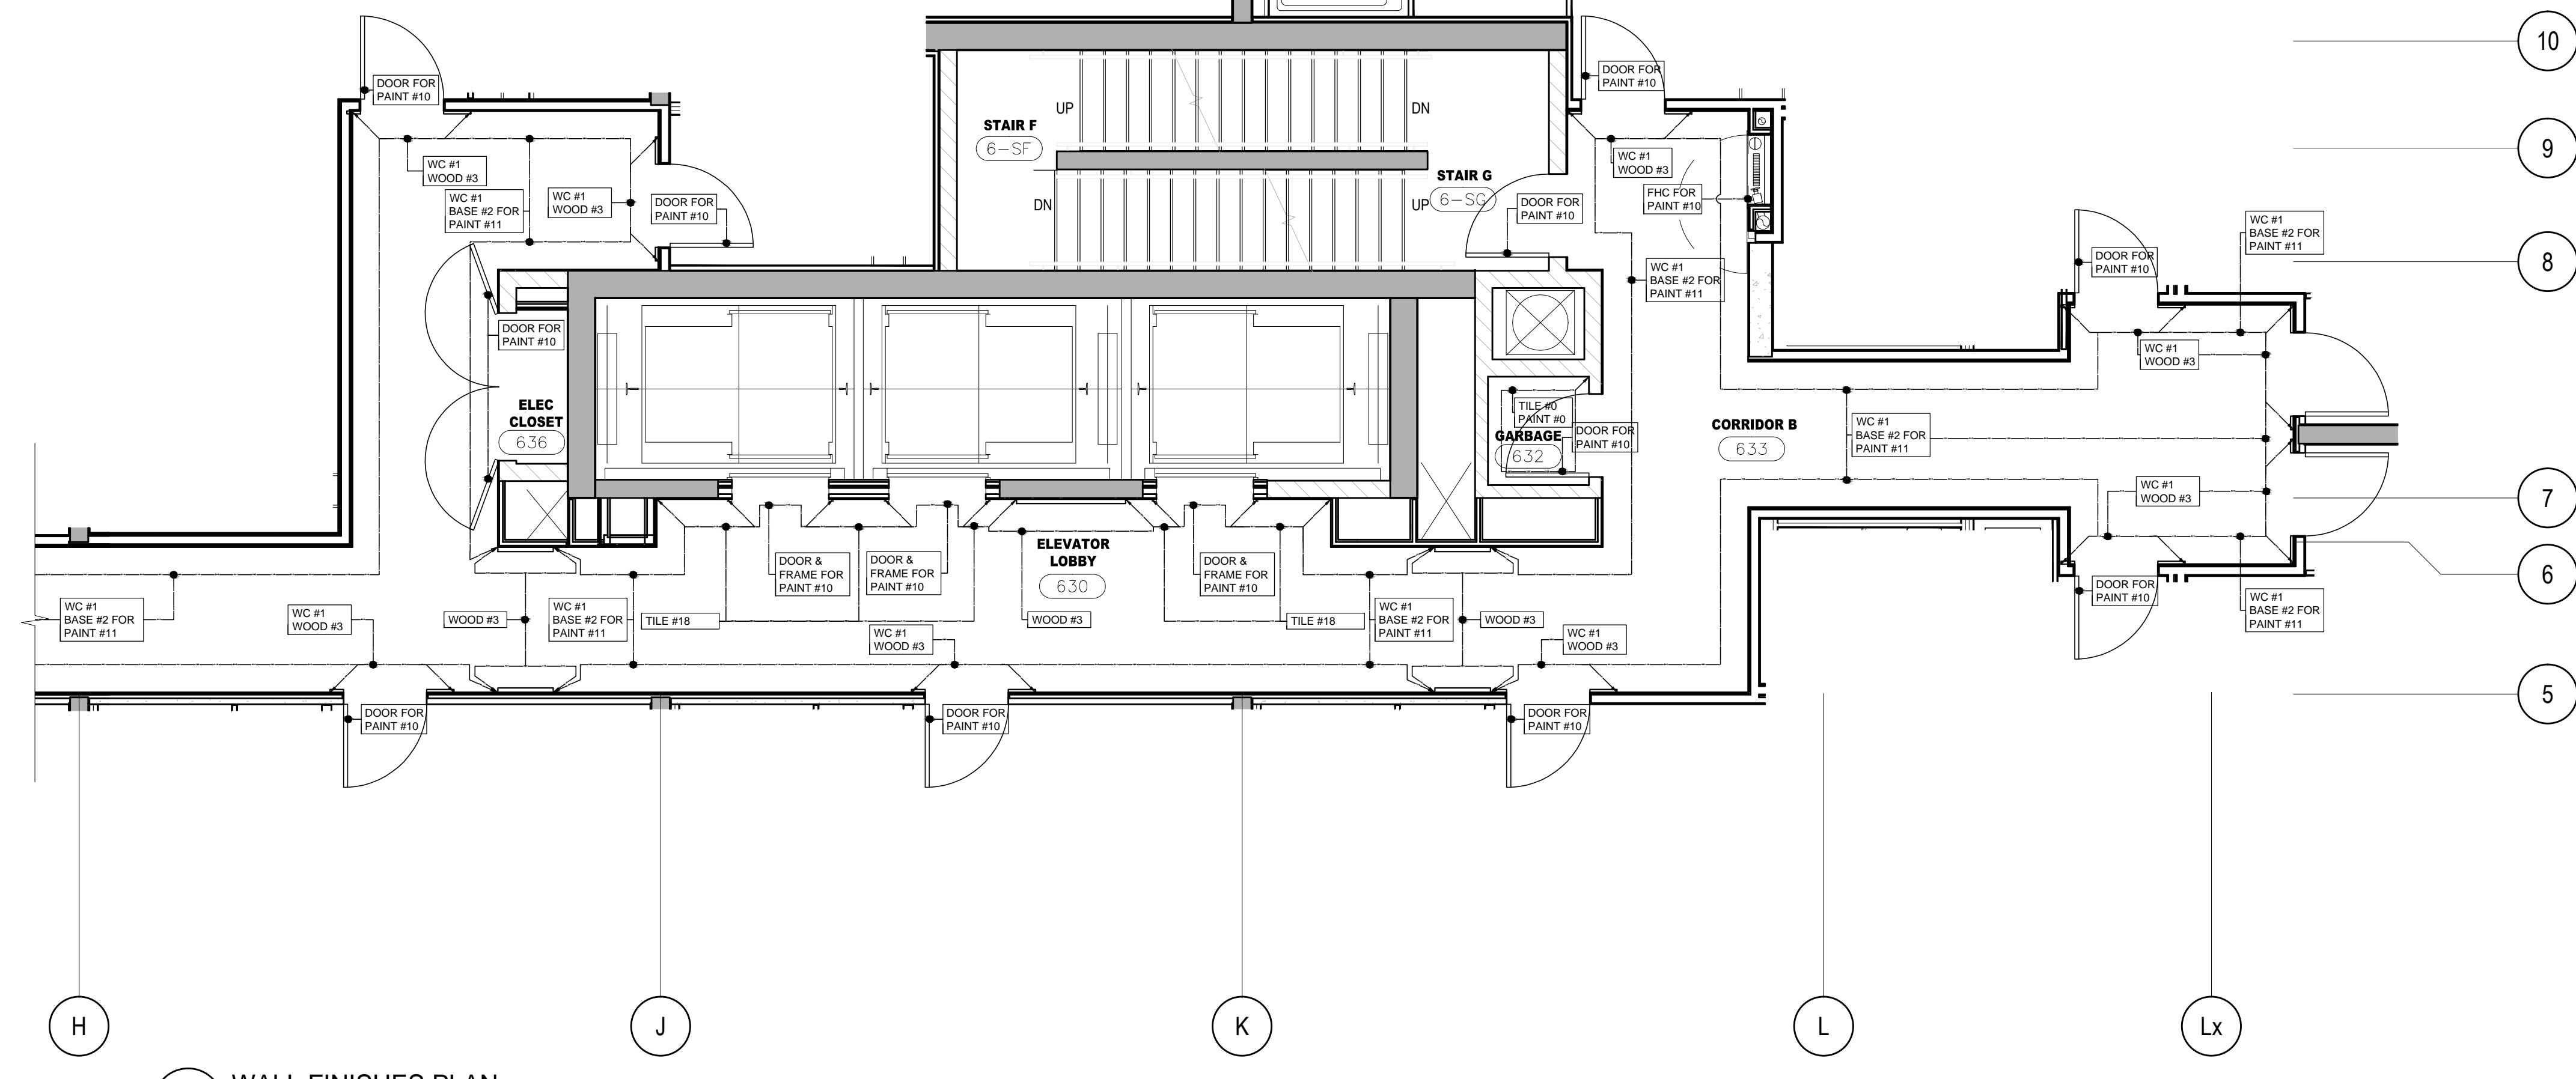 10
DOOR FOR
PAINT #10
DOOR FOR
PAINT #10
UP
DN
STAIR F
6-SF
9
WC #1
WOOD #3
WC #1
WOOD #3
STAIR G
6-SG
WC #1
BASE #2 FOR
PAINT #11
WC #1
WOOD #3
DOOR FOR
PAINT #10
DN
UP
DOOR FOR
PAINT #10
FHC FOR
PAINT #10
WC #1
BASE #2 FOR
PAINT #11
8
DOOR FOR
PAINT #10
WC #1
BASE #2 FOR
PAINT #11
DOOR FOR
PAINT #10
WC #1
WOOD #3
ELEC
CLOSET
636
TILE #0
PAINT #0
GARBAGE
632
DOOR FOR
PAINT #10
CORRIDOR B
633
WC #1
BASE #2 FOR
PAINT #11
WC #1
WOOD #3
7
ELEVATOR
LOBBY
630
DOOR &
FRAME FOR
PAINT #10
DOOR &
FRAME FOR
PAINT #10
DOOR &
FRAME FOR
PAINT #10
6
DOOR FOR
PAINT #10
WC #1
BASE #2 FOR
PAINT #11
WC #1
BASE #2 FOR
PAINT #11
WC #1
WOOD #3
WOOD #3
WC #1
BASE #2 FOR
PAINT #11
TILE #18
WC #1
WOOD #3
WOOD #3
TILE #18
WC #1
BASE #2 FOR
PAINT #11
WOOD #3
WC #1
WOOD #3
5
DOOR FOR
PAINT #10
DOOR FOR
PAINT #10
DOOR FOR
PAINT #10
H
J
K
L
Lx
WALL FINISHES PLAN